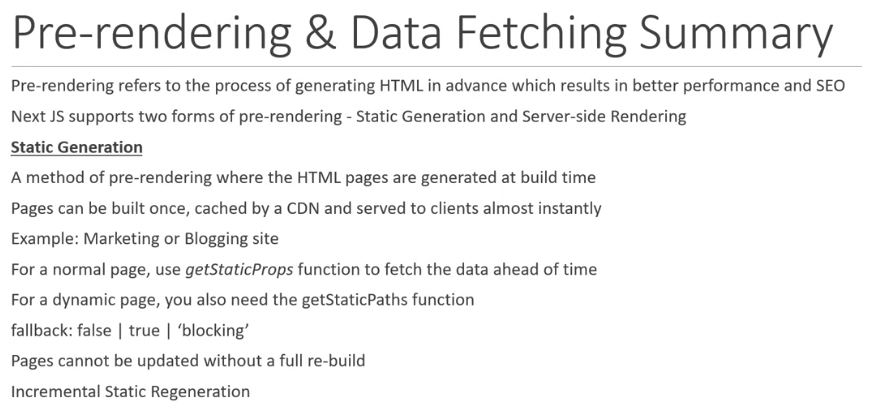 Pre-rendering & Data Fetching Summary
Pre-rendering refers to the process of generating HTML in advance which results in better performance and SEO
Next JS supports two forms of pre-rendering - Static Generation and Server-side Rendering
Static Generation
A method of pre-rendering where the HTML pages are generated at build time
Pages can be built once, cached by a CDN and served to clients almost instantly
Example: Marketing or Blogging site
For a normal page, use getStaticProps function to fetch the data ahead of time
For a dynamic page, you also need the getStaticPaths function
fallback: false | true | ‘blocking’
Pages cannot be updated without a full re-build
Incremental Static Regeneration